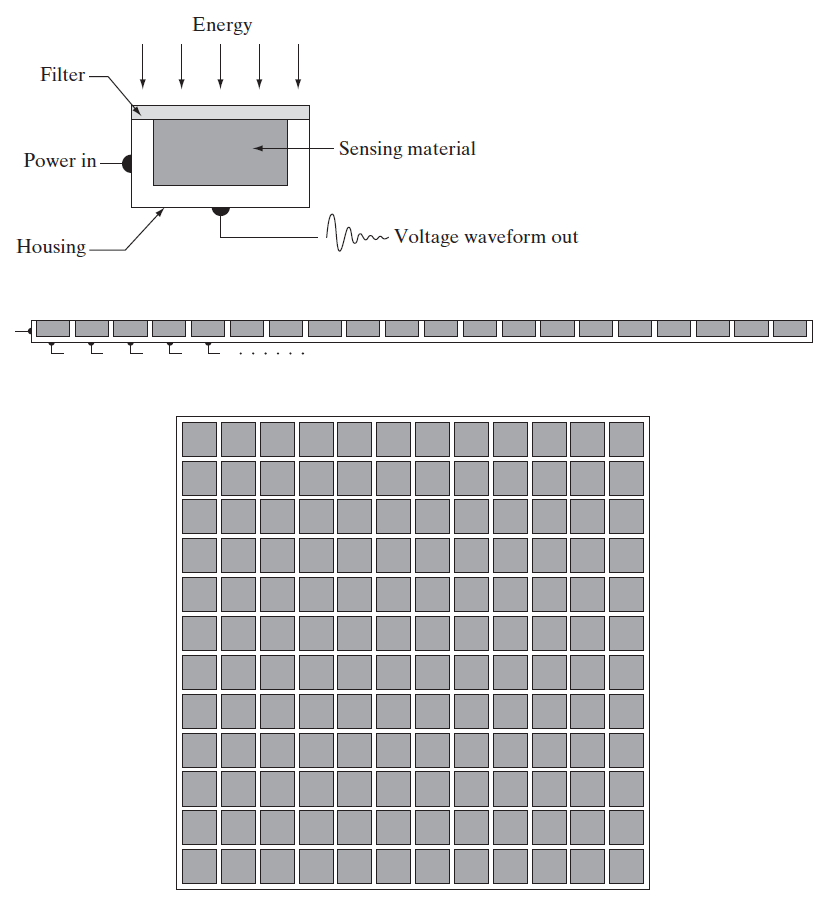 Energy
Filter
Sensing material
Power in
Voltage waveform out
Housing
. . . . . .